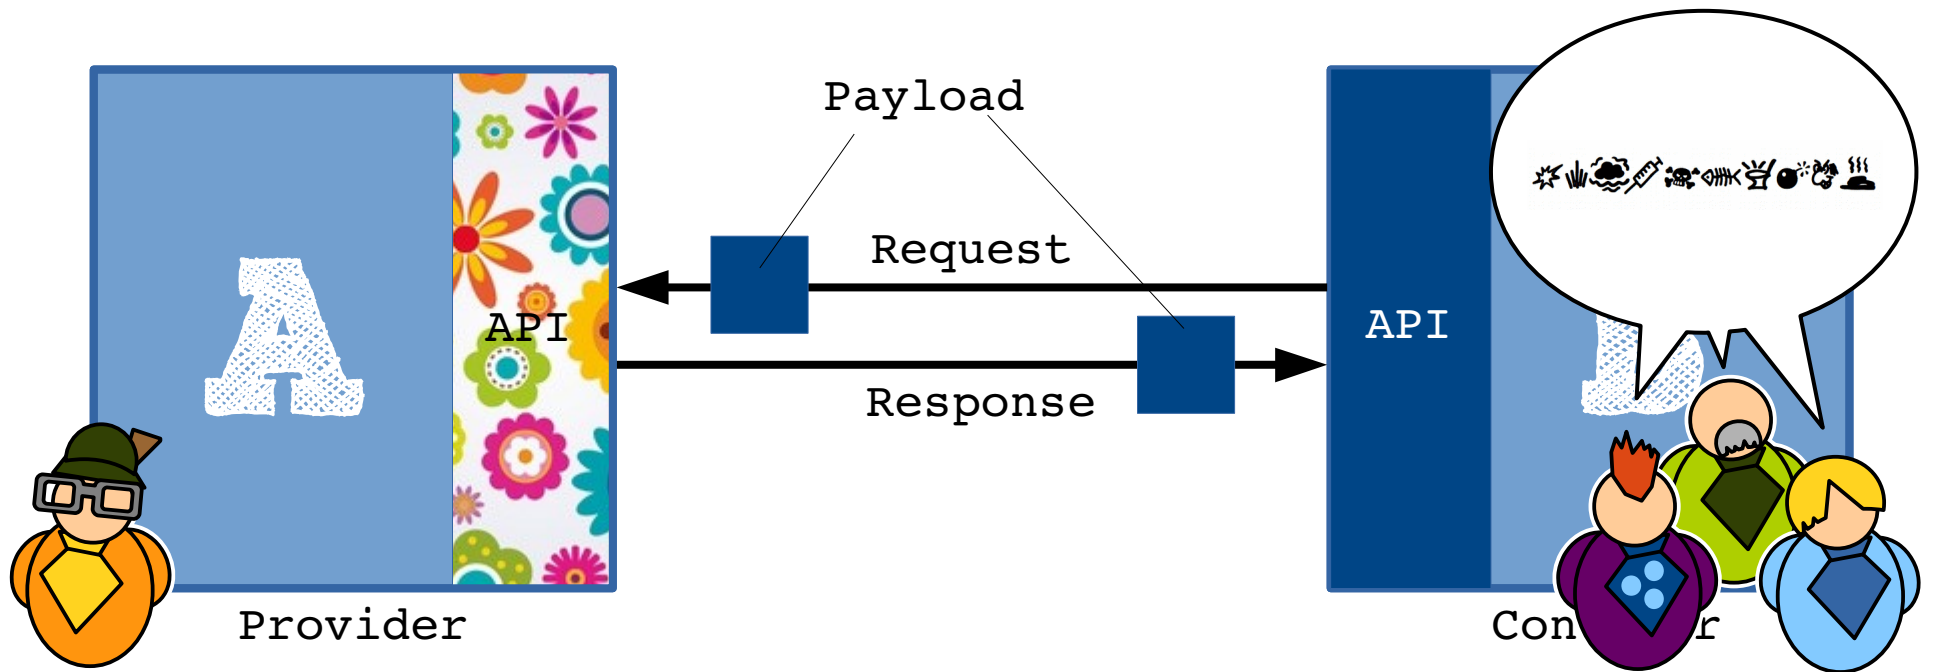 Payload
Request
A
API
API
Response
Provider